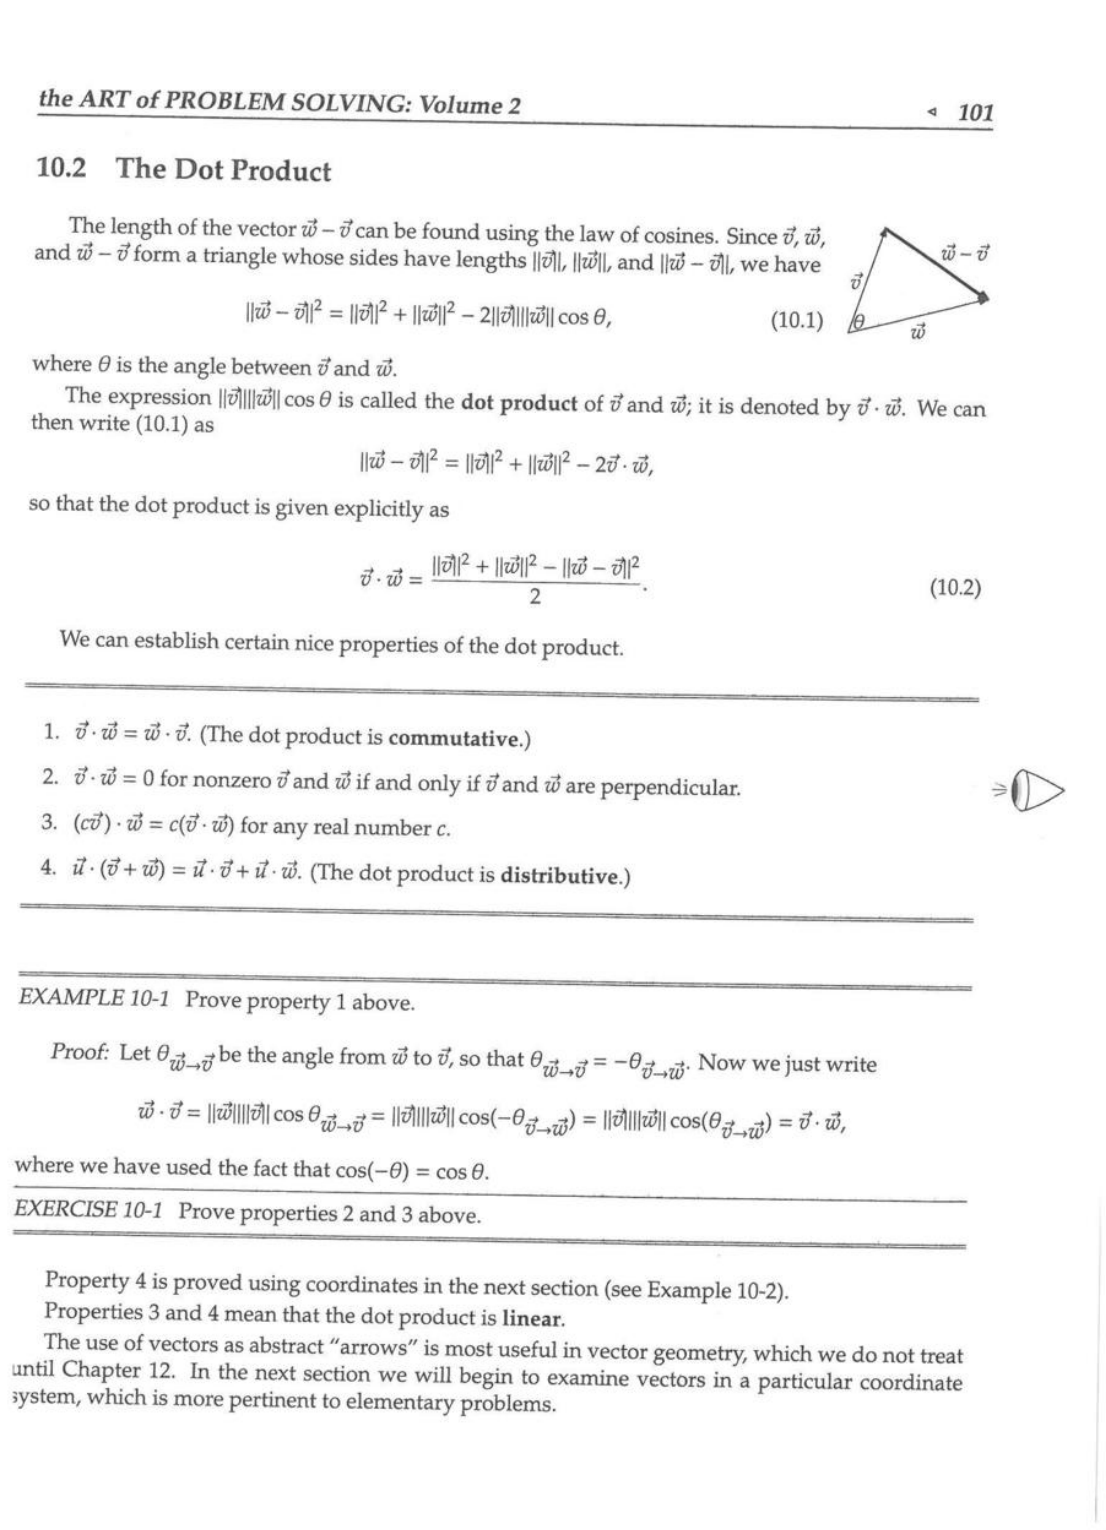 the ART of PROBLEM SOLVING: Volume 2 ◃ 101
10.2 The Dot Product
The length of the vector w⃗ − v⃗ can be found using the law of cosines. Since v⃗, w⃗,
and w⃗ − v⃗ form a triangle whose sides have lengths ||v⃗||, ||w⃗||, and ||w⃗ − v⃗||, we have
||w⃗ − v⃗||² = ||v⃗||² + ||w⃗||² − 2||v⃗||||w⃗|| cos θ, (10.1)
v⃗
w⃗ − v⃗
θ
w⃗
where θ is the angle between v⃗ and w⃗.
The expression ||v⃗||||w⃗|| cos θ is called the dot product of v⃗ and w⃗; it is denoted by v⃗ · w⃗. We can
then write (10.1) as
||w⃗ − v⃗||² = ||v⃗||² + ||w⃗||² − 2v⃗ · w⃗,
so that the dot product is given explicitly as
v⃗ · w⃗ = (||v⃗||² + ||w⃗||² − ||w⃗ − v⃗||²) / 2. (10.2)
We can establish certain nice properties of the dot product.
1. v⃗ · w⃗ = w⃗ · v⃗. (The dot product is commutative.)
2. v⃗ · w⃗ = 0 for nonzero v⃗ and w⃗ if and only if v⃗ and w⃗ are perpendicular.
3. (cv⃗) · w⃗ = c(v⃗ · w⃗) for any real number c.
4. u⃗ · (v⃗ + w⃗) = u⃗ · v⃗ + u⃗ · w⃗. (The dot product is distributive.)
EXAMPLE 10-1 Prove property 1 above.
Proof: Let θ_{w⃗→v⃗} be the angle from w⃗ to v⃗, so that θ_{w⃗→v⃗} = −θ_{v⃗→w⃗}. Now we just write
w⃗ · v⃗ = ||w⃗||||v⃗|| cos θ_{w⃗→v⃗} = ||v⃗||||w⃗|| cos(−θ_{v⃗→w⃗}) = ||v⃗||||w⃗|| cos(θ_{v⃗→w⃗}) = v⃗ · w⃗,
where we have used the fact that cos(−θ) = cos θ.
EXERCISE 10-1 Prove properties 2 and 3 above.
Property 4 is proved using coordinates in the next section (see Example 10-2).
Properties 3 and 4 mean that the dot product is linear.
The use of vectors as abstract "arrows" is most useful in vector geometry, which we do not treat
until Chapter 12. In the next section we will begin to examine vectors in a particular coordinate
system, which is more pertinent to elementary problems.